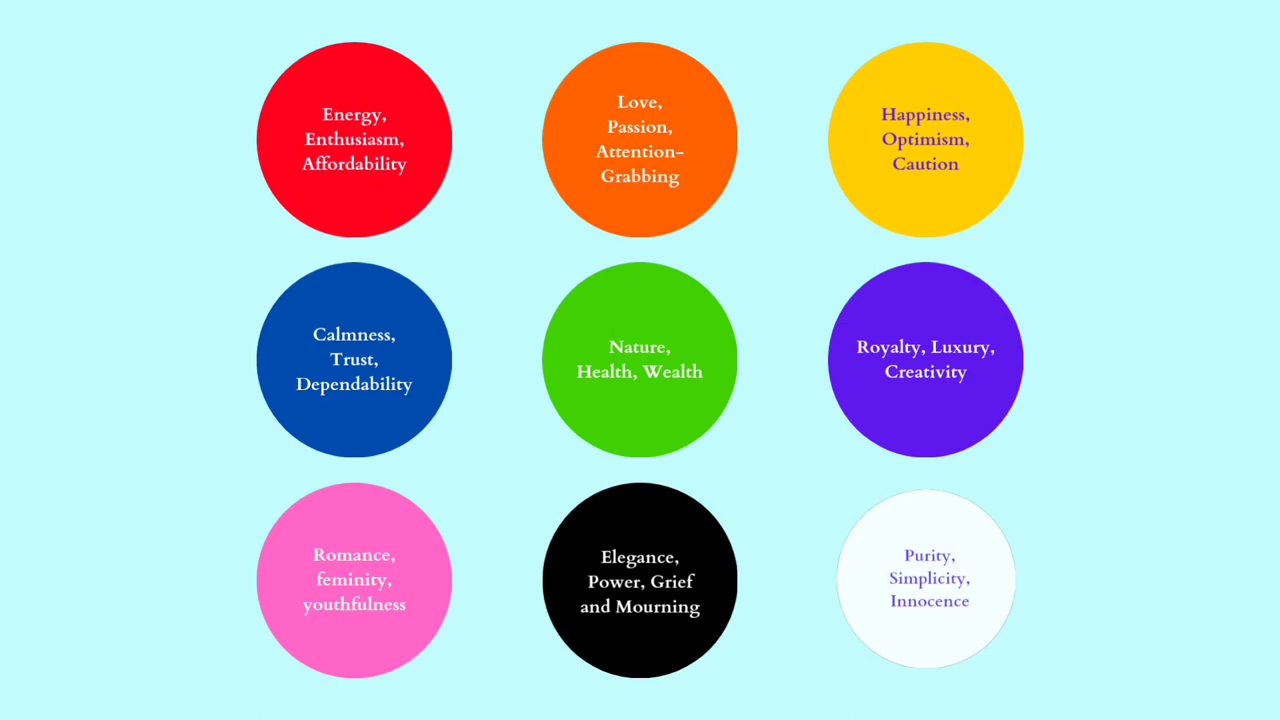 Energy,
Enthusiasm,
Affordability
Love,
Passion,
Attention-
Grabbing
Happiness,
Optimism,
Caution
Calmness,
Trust,
Dependability
Nature,
Health, Wealth
Royalty, Luxury,
Creativity
Romance,
feminity,
youthfulness
Elegance,
Power, Grief
and Mourning
Purity,
Simplicity,
Innocence